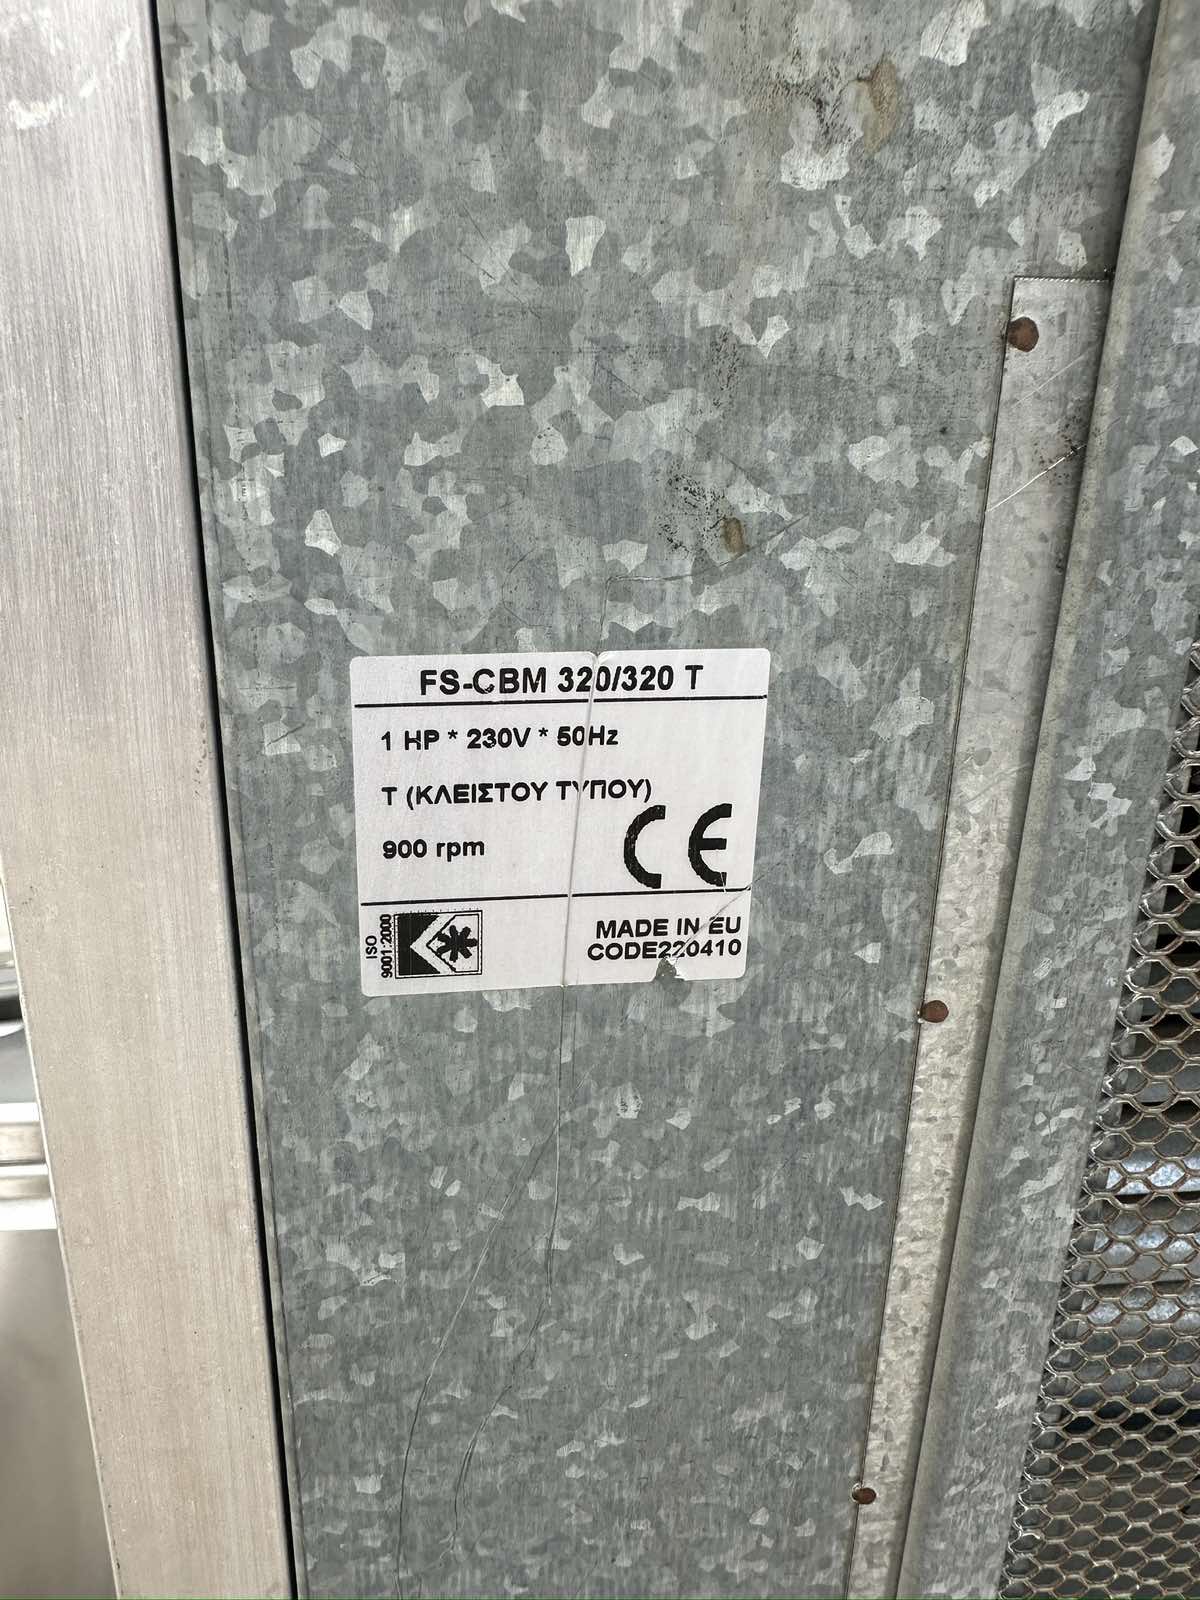 FS-CBM 320/320 T
1 HP * 230V * 50Hz
T (ΚΛΕΙΣΤΟΥ ΤΥΠΟΥ)
900 rpm
CE
ISO
9001:2000
MADE IN EU
CODE220410